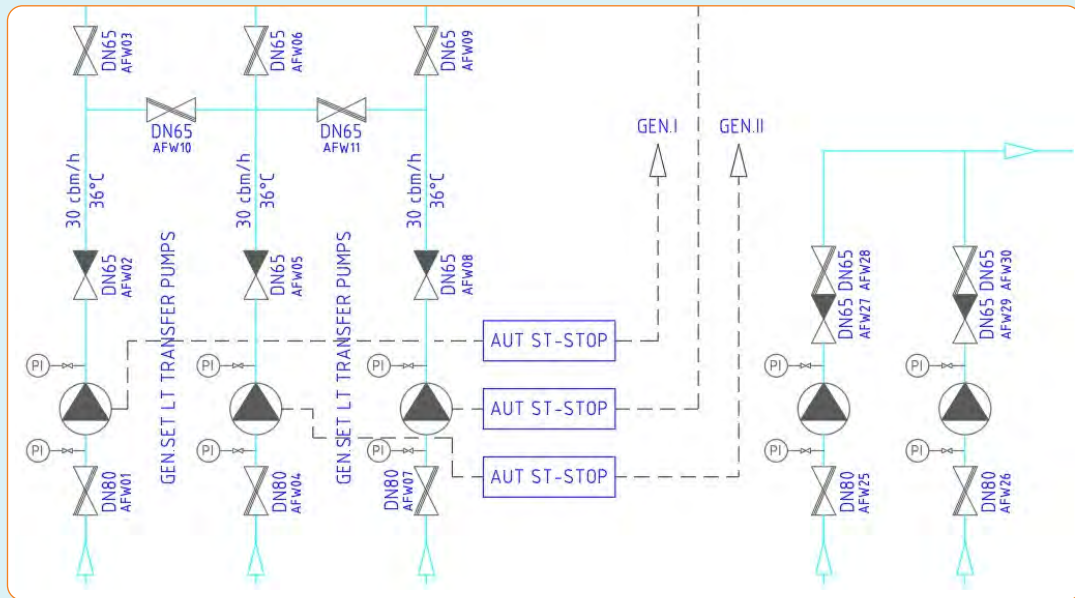 DN65
AFW03
DN65
AFW06
DN65
AFW09
DN65
AFW10
DN65
AFW11
GEN.I
GEN.II
30 cbm/h
36°C
30 cbm/h
36°C
30 cbm/h
36°C
DN65
AFW02
DN65
AFW05
DN65
AFW08
GEN.SET LT TRANSFER PUMPS
GEN.SET LT TRANSFER PUMPS
DN65 DN65
AFW27 AFW28
DN65 DN65
AFW29 AFW30
AUT ST-STOP
AUT ST-STOP
AUT ST-STOP
PI
PI
PI
PI
PI
PI
PI
PI
PI
PI
DN80
AFW01
DN80
AFW04
DN80
AFW07
DN80
AFW25
DN80
AFW26